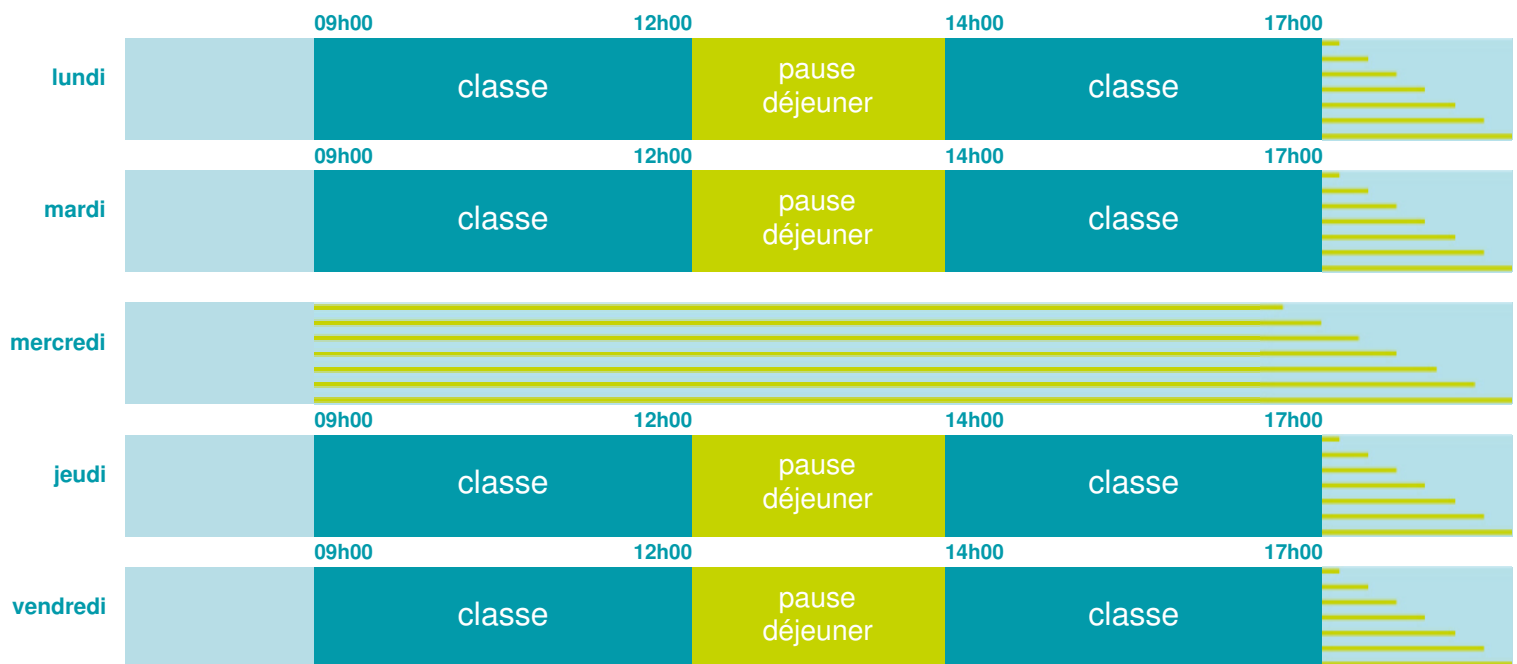 09h00 12h00 14h00 17h00
lundi
classe
pause
déjeuner
classe
09h00 12h00 14h00 17h00
mardi
classe
pause
déjeuner
classe
mercredi
09h00 12h00 14h00 17h00
jeudi
classe
pause
déjeuner
classe
09h00 12h00 14h00 17h00
vendredi
classe
pause
déjeuner
classe